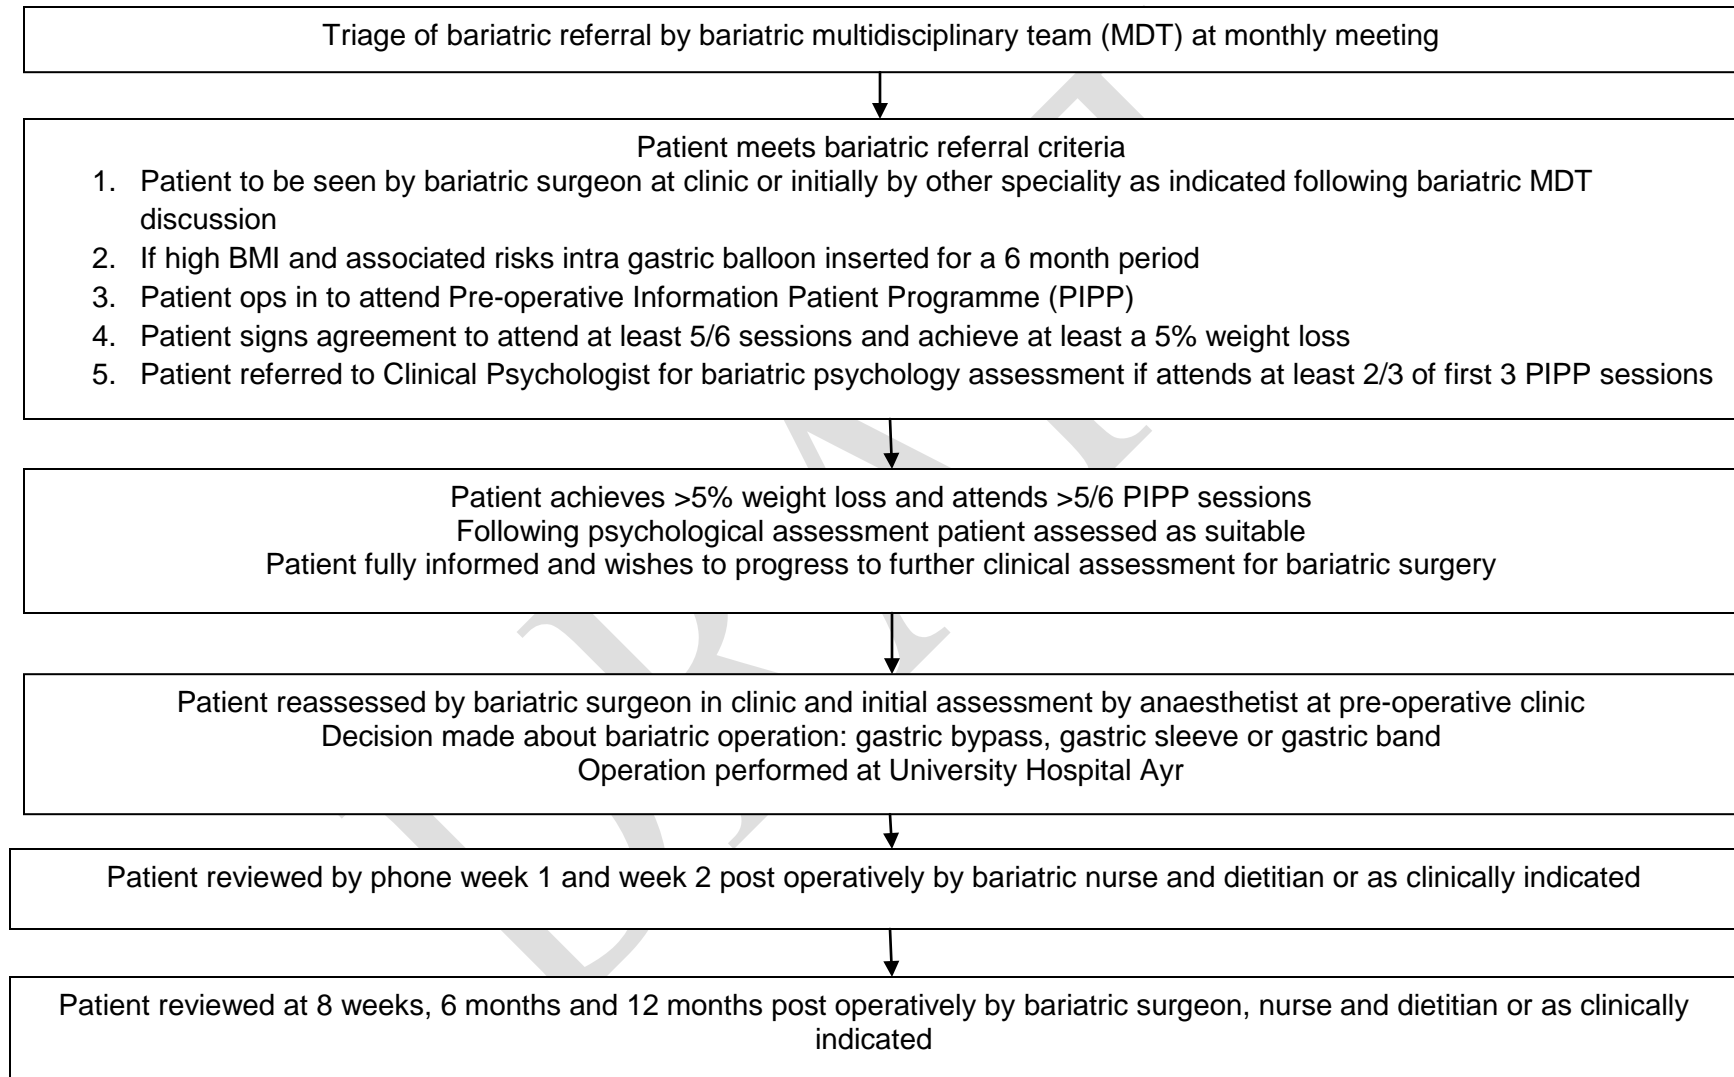 Triage of bariatric referral by bariatric multidisciplinary team (MDT) at monthly meeting
Patient meets bariatric referral criteria
1. Patient to be seen by bariatric surgeon at clinic or initially by other speciality as indicated following bariatric MDT
discussion
2. If high BMI and associated risks intra gastric balloon inserted for a 6 month period
3. Patient ops in to attend Pre-operative Information Patient Programme (PIPP)
4. Patient signs agreement to attend at least 5/6 sessions and achieve at least a 5% weight loss
5. Patient referred to Clinical Psychologist for bariatric psychology assessment if attends at least 2/3 of first 3 PIPP sessions
Patient achieves >5% weight loss and attends >5/6 PIPP sessions
Following psychological assessment patient assessed as suitable
Patient fully informed and wishes to progress to further clinical assessment for bariatric surgery
Patient reassessed by bariatric surgeon in clinic and initial assessment by anaesthetist at pre-operative clinic
Decision made about bariatric operation: gastric bypass, gastric sleeve or gastric band
Operation performed at University Hospital Ayr
Patient reviewed by phone week 1 and week 2 post operatively by bariatric nurse and dietitian or as clinically indicated
Patient reviewed at 8 weeks, 6 months and 12 months post operatively by bariatric surgeon, nurse and dietitian or as clinically
indicated
DRAFT